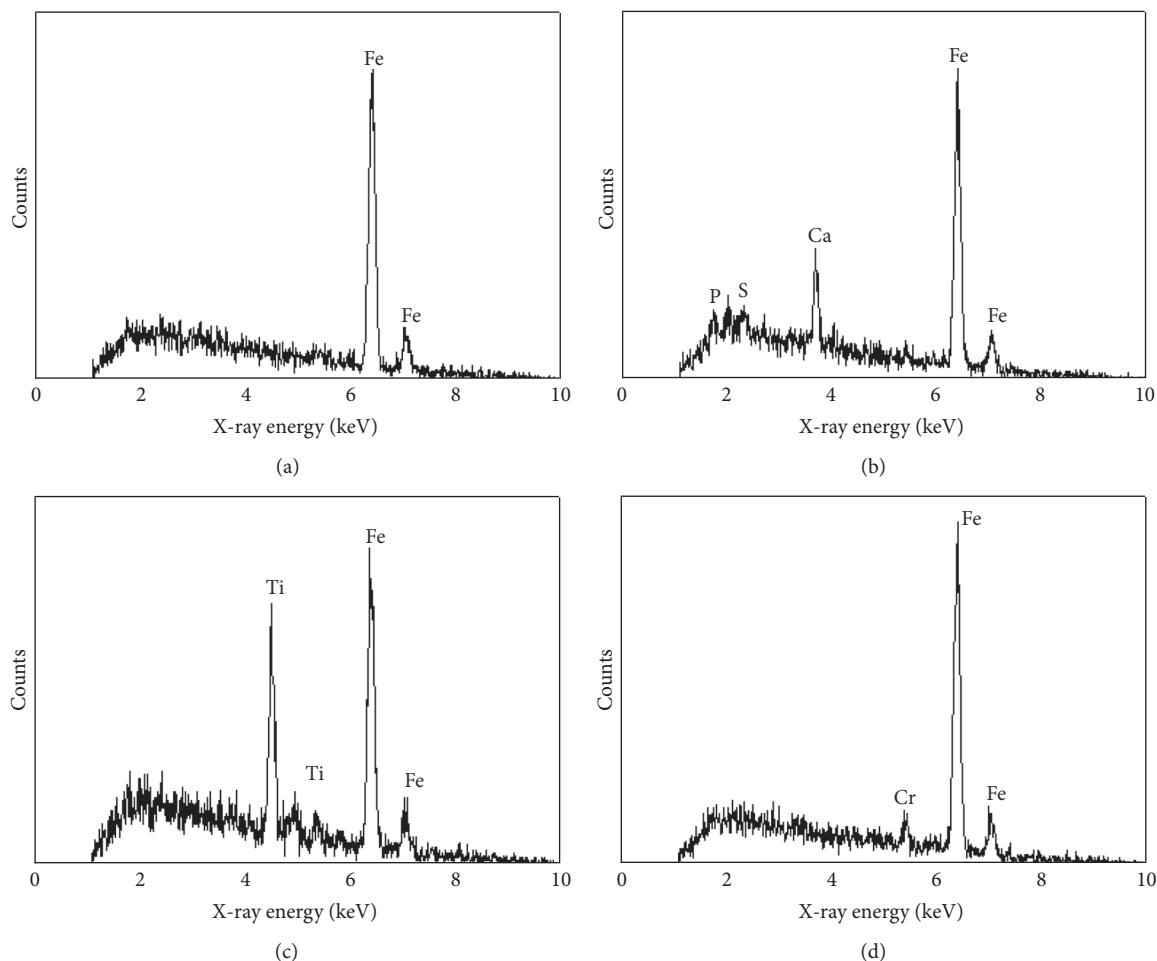 Fe
Fe
Counts
0 2 4 6 8 10
X-ray energy (keV)
(a)
Fe
Ca
P
S
Fe
Counts
0 2 4 6 8 10
X-ray energy (keV)
(b)
Fe
Ti
Ti
Fe
Counts
0 2 4 6 8 10
X-ray energy (keV)
(c)
Fe
Cr
Fe
Counts
0 2 4 6 8 10
X-ray energy (keV)
(d)